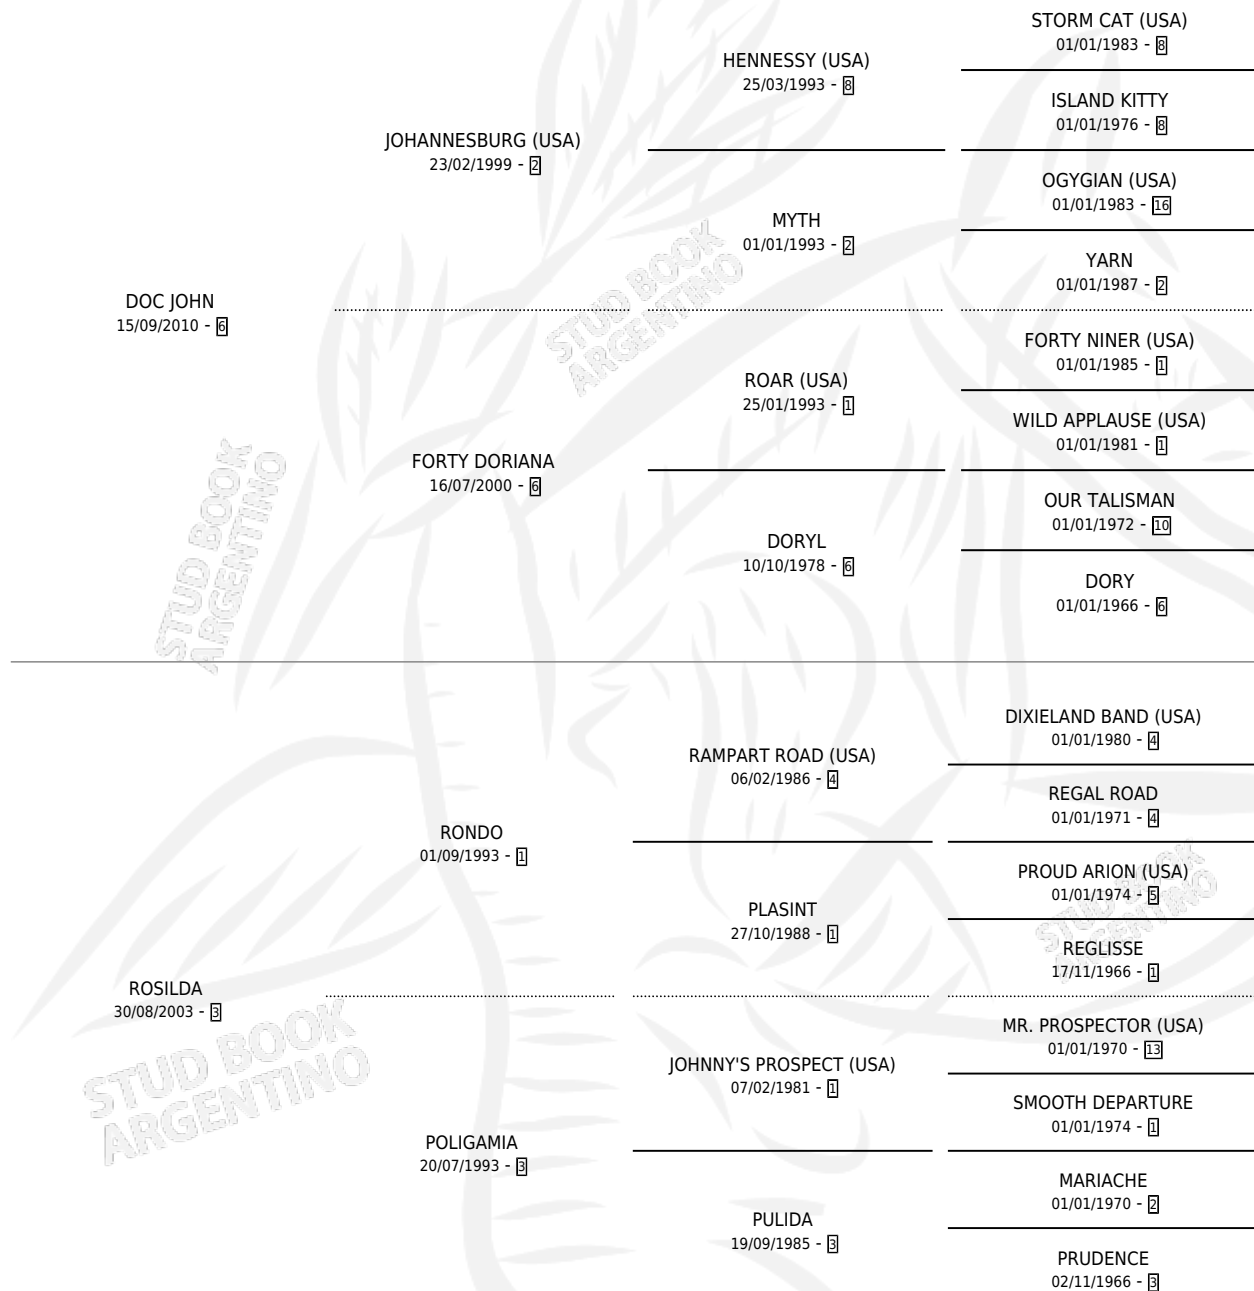 STORM CAT (USA)
01/01/1983 - 8
HENNESSY (USA)
25/03/1993 - 8
ISLAND KITTY
01/01/1976 - 8
JOHANNESBURG (USA)
23/02/1999 - 2
OGYGIAN (USA)
01/01/1983 - 16
MYTH
01/01/1993 - 2
YARN
01/01/1987 - 2
DOC JOHN
15/09/2010 - 6
FORTY NINER (USA)
01/01/1985 - 1
ROAR (USA)
25/01/1993 - 1
WILD APPLAUSE (USA)
01/01/1981 - 1
FORTY DORIANA
16/07/2000 - 6
OUR TALISMAN
01/01/1972 - 10
DORYL
10/10/1978 - 6
DORY
01/01/1966 - 6
DIXIELAND BAND (USA)
01/01/1980 - 4
RAMPART ROAD (USA)
06/02/1986 - 4
REGAL ROAD
01/01/1971 - 4
RONDO
01/09/1993 - 1
PROUD ARION (USA)
01/01/1974 - 5
PLASINT
27/10/1988 - 1
REGLISSE
17/11/1966 - 1
ROSILDA
30/08/2003 - 3
MR. PROSPECTOR (USA)
01/01/1970 - 13
JOHNNY'S PROSPECT (USA)
07/02/1981 - 1
SMOOTH DEPARTURE
01/01/1974 - 1
POLIGAMIA
20/07/1993 - 3
MARIACHE
01/01/1970 - 2
PULIDA
19/09/1985 - 3
PRUDENCE
02/11/1966 - 3
STUD BOOK
ARGENTINO
STUD BOOK
ARGENTINO
STUD BOOK
ARGENTINO
STUD BOOK
ARGENTINO